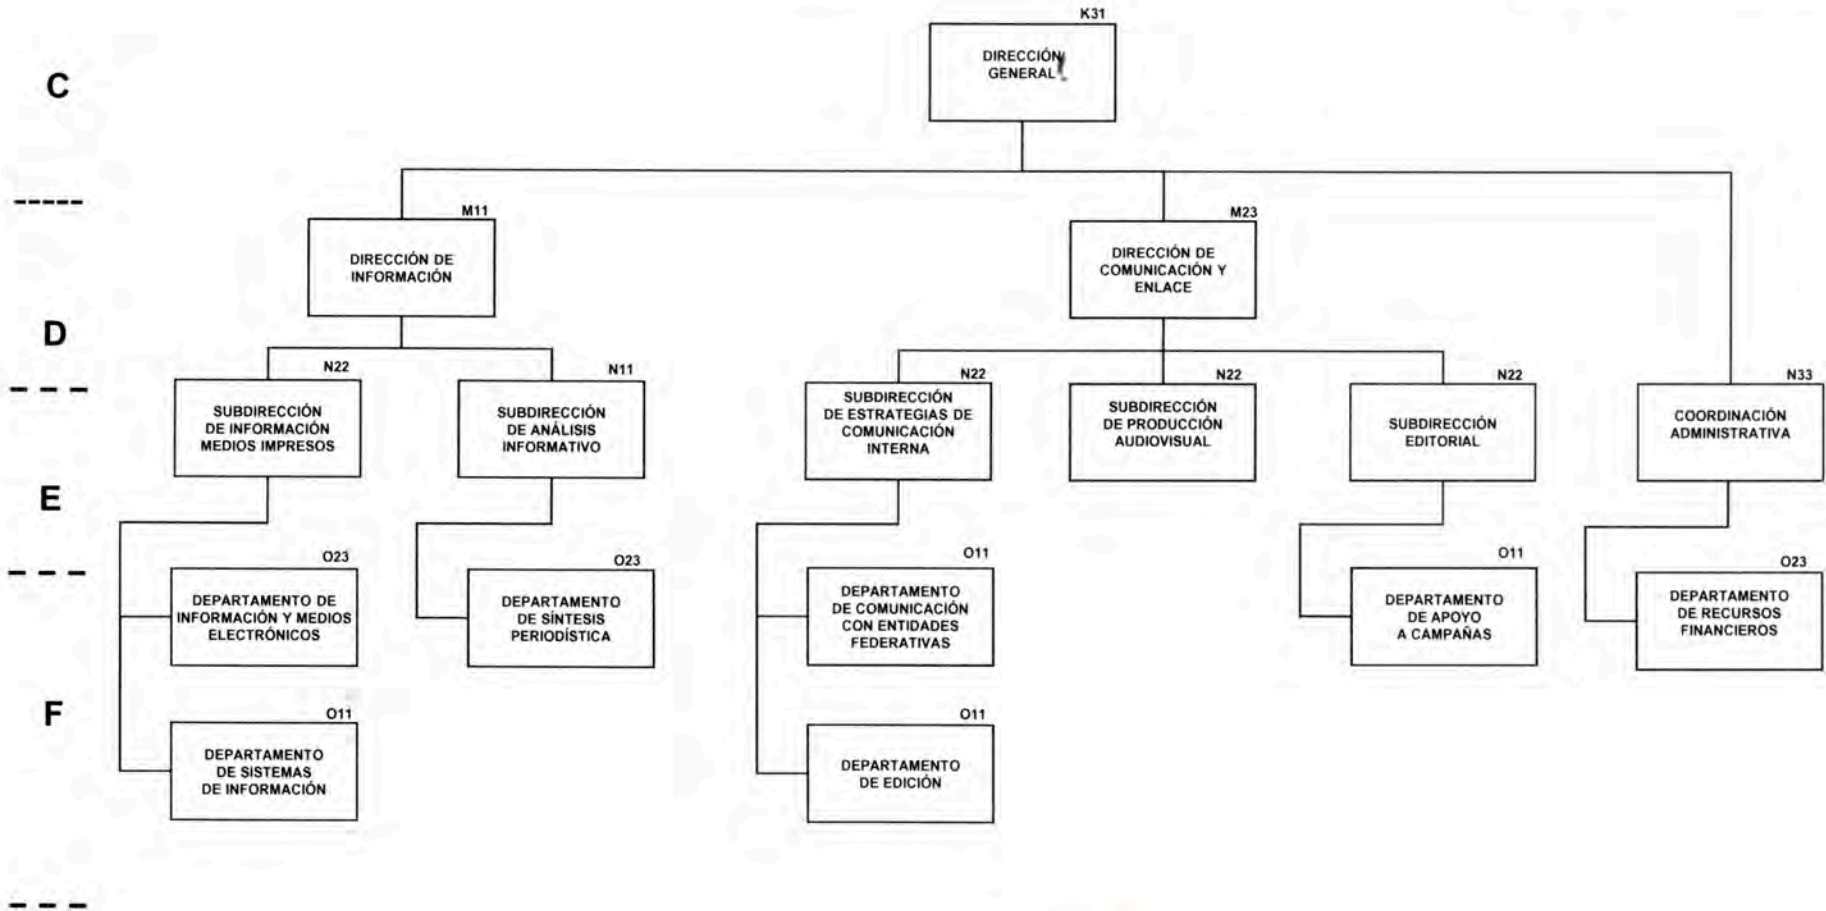 K31
DIRECCIÓN
GENERAL
C
M11
DIRECCIÓN DE
INFORMACIÓN
M23
DIRECCIÓN DE
COMUNICACIÓN Y
ENLACE
D
N22
SUBDIRECCIÓN
DE INFORMACIÓN
MEDIOS IMPRESOS
N11
SUBDIRECCIÓN
DE ANÁLISIS
INFORMATIVO
N22
SUBDIRECCIÓN
DE ESTRATEGIAS DE
COMUNICACIÓN
INTERNA
N22
SUBDIRECCIÓN
DE PRODUCCIÓN
AUDIOVISUAL
N22
SUBDIRECCIÓN
EDITORIAL
N33
COORDINACIÓN
ADMINISTRATIVA
E
O23
DEPARTAMENTO DE
INFORMACIÓN Y MEDIOS
ELECTRÓNICOS
O23
DEPARTAMENTO
DE SÍNTESIS
PERIODÍSTICA
O11
DEPARTAMENTO
DE COMUNICACIÓN
CON ENTIDADES
FEDERATIVAS
O11
DEPARTAMENTO
DE APOYO
A CAMPAÑAS
O23
DEPARTAMENTO
DE RECURSOS
FINANCIEROS
F
O11
DEPARTAMENTO
DE SISTEMAS
DE INFORMACIÓN
O11
DEPARTAMENTO
DE EDICIÓN